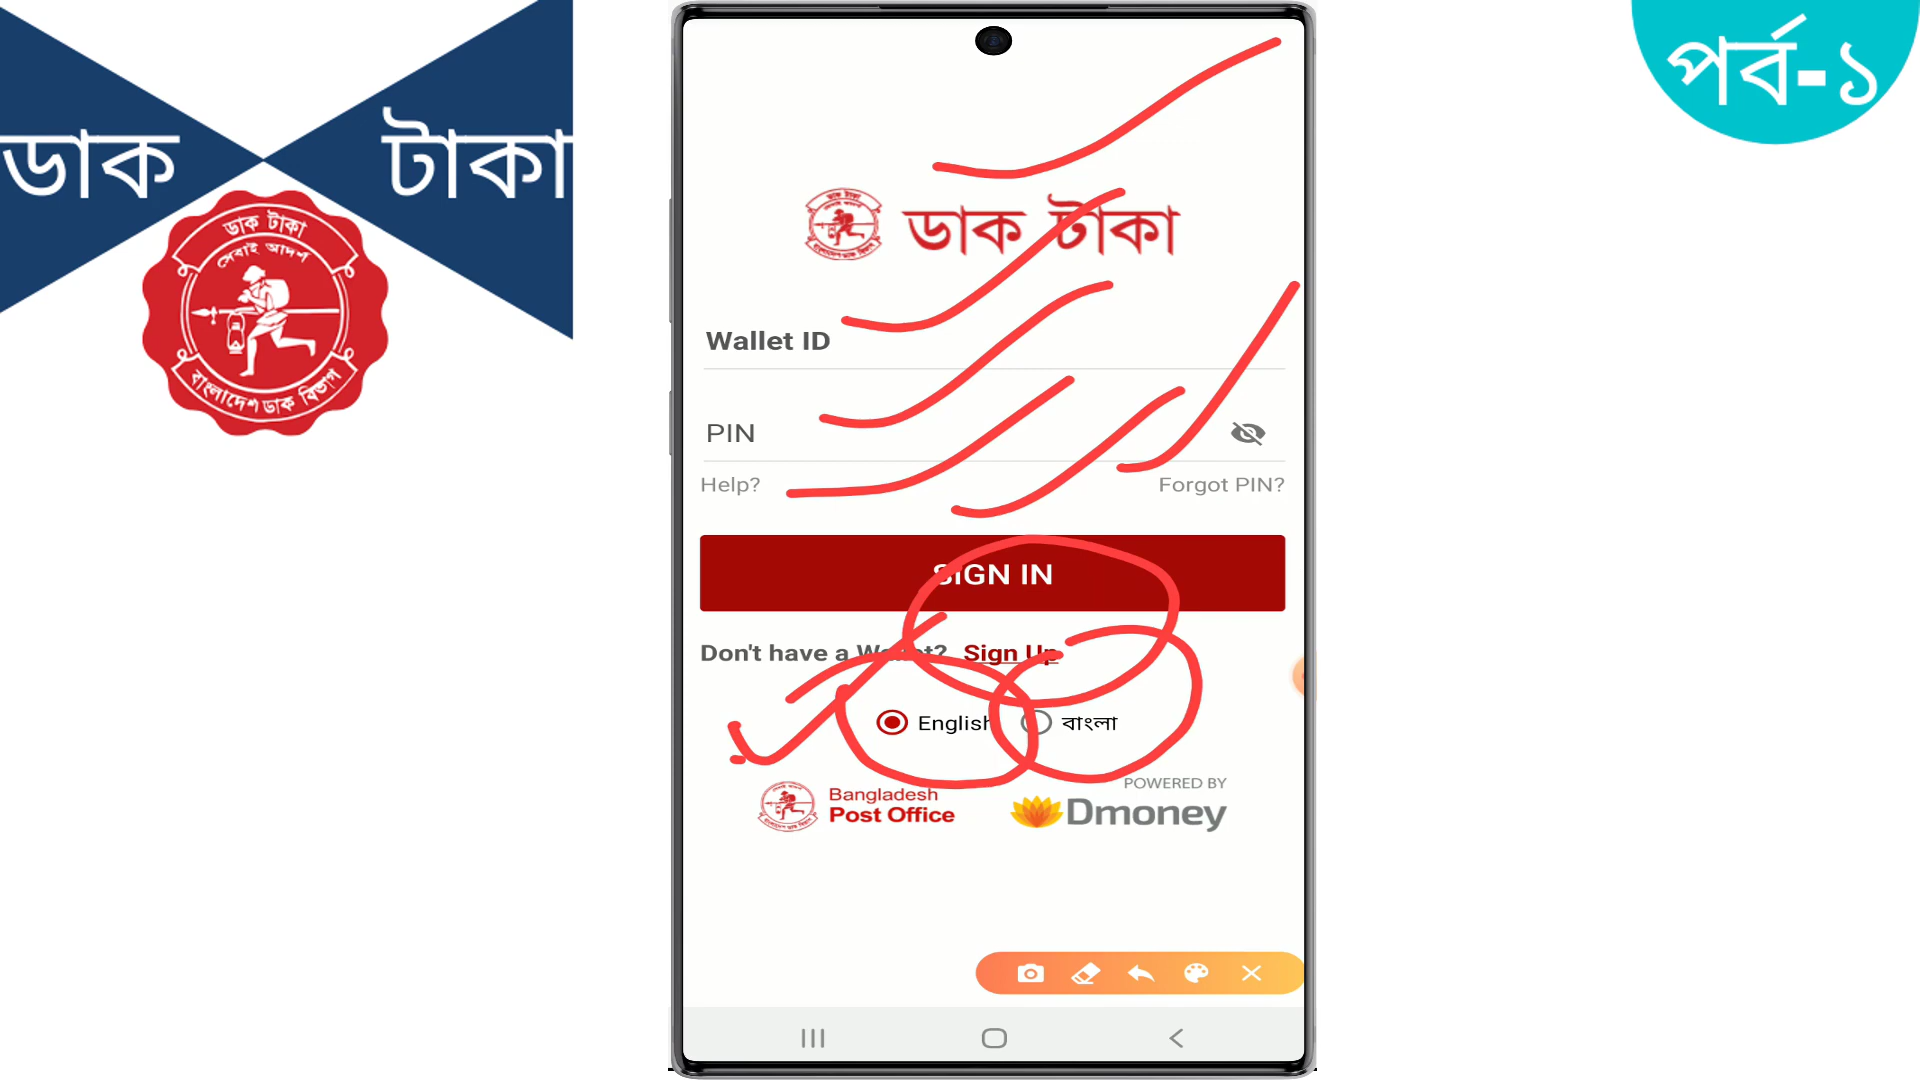 ডাক টাকা
ডাক টাকা
সেবাই আদর্শ
বাংলাদেশ ডাক বিভাগ
পর্ব-১
ডাক টাকা
Wallet ID
PIN
Help? Forgot PIN?
SIGN IN
Don't have a Wallet? Sign Up
English বাংলা
Bangladesh
Post Office
POWERED BY
Dmoney